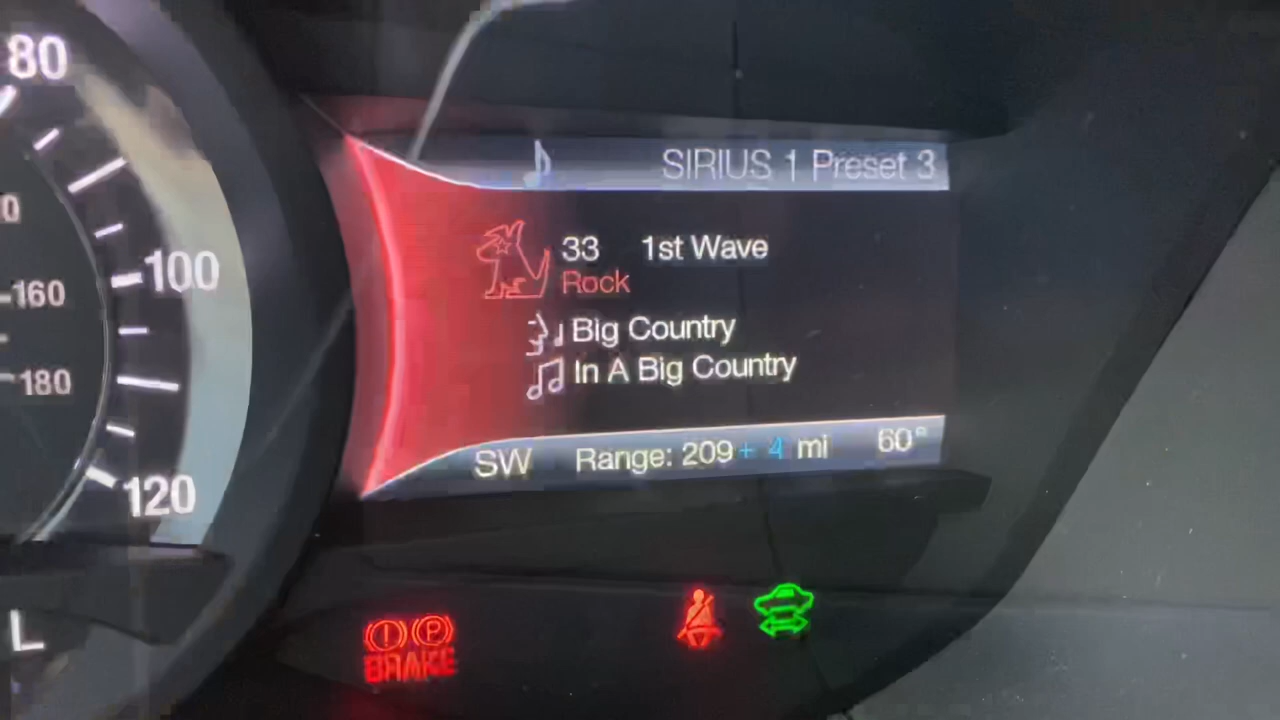 80
0
100
160
180
120
L
SIRIUS 1 Preset 3
33 1st Wave
Rock
Big Country
In A Big Country
SW Range: 209 + 4 mi 60°
! P
BRAKE